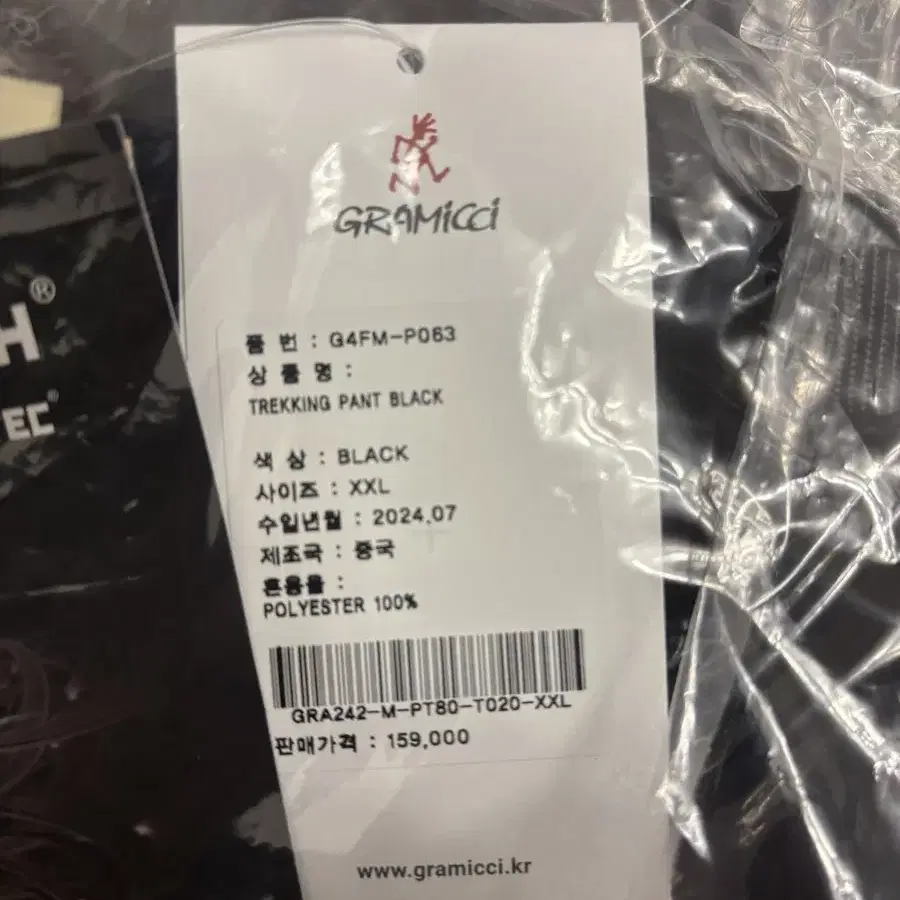 GRAMICCI
품 번 : G4FM-P063
상 품 명 :
TREKKING PANT BLACK
색 상 : BLACK
사이즈 : XXL
수입년월 : 2024.07
제조국 : 중국
혼용률 :
POLYESTER 100%
GRA242-M-PT80-T020-XXL
판매가격 : 159,000
www.gramicci.kr
H®
EC